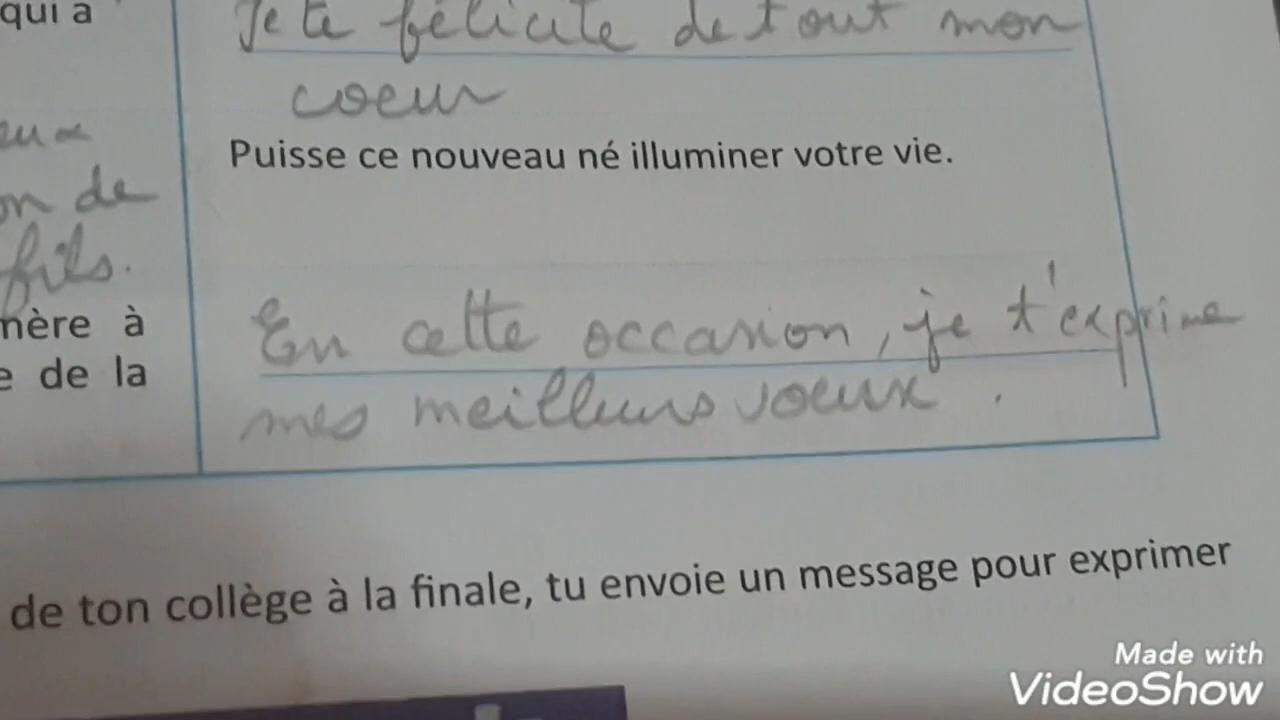 qui a
Je te félicite de tout mon
coeur
Puisse ce nouveau né illuminer votre vie.
on de
fils.
mère à
e de la
En cette occasion, je t'exprime
mes meilleurs voeux.
de ton collège à la finale, tu envoie un message pour exprimer
Made with
VideoShow